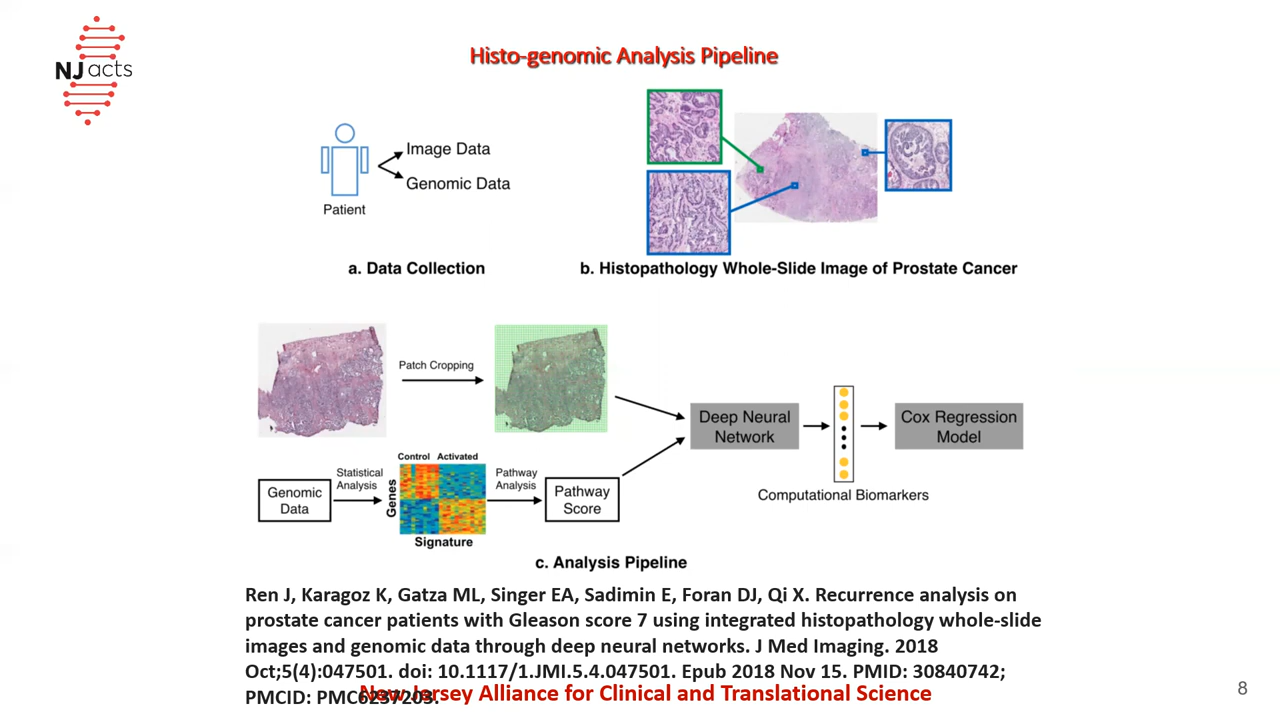 NJ acts
Histo-genomic Analysis Pipeline
Image Data
Genomic Data
Patient
a. Data Collection
b. Histopathology Whole-Slide Image of Prostate Cancer
Patch Cropping
Deep Neural
Network
Cox Regression
Model
Control Activated
Statistical
Analysis
Pathway
Analysis
Genomic
Data
Genes
Pathway
Score
Computational Biomarkers
Signature
c. Analysis Pipeline
Ren J, Karagoz K, Gatza ML, Singer EA, Sadimin E, Foran DJ, Qi X. Recurrence analysis on
prostate cancer patients with Gleason score 7 using integrated histopathology whole-slide
images and genomic data through deep neural networks. J Med Imaging. 2018
Oct;5(4):047501. doi: 10.1117/1.JMI.5.4.047501. Epub 2018 Nov 15. PMID: 30840742;
PMCID: PMC6237203.
New Jersey Alliance for Clinical and Translational Science
8